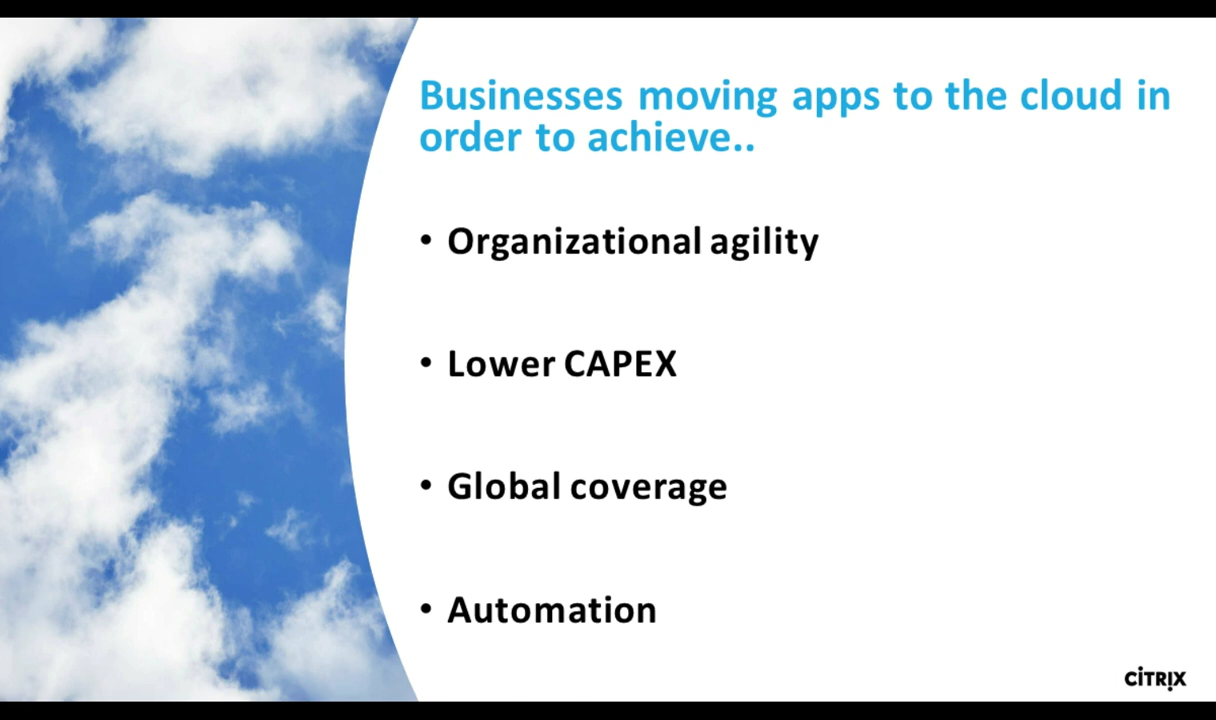 Businesses moving apps to the cloud in
order to achieve..
• Organizational agility
• Lower CAPEX
• Global coverage
• Automation
CITRIX